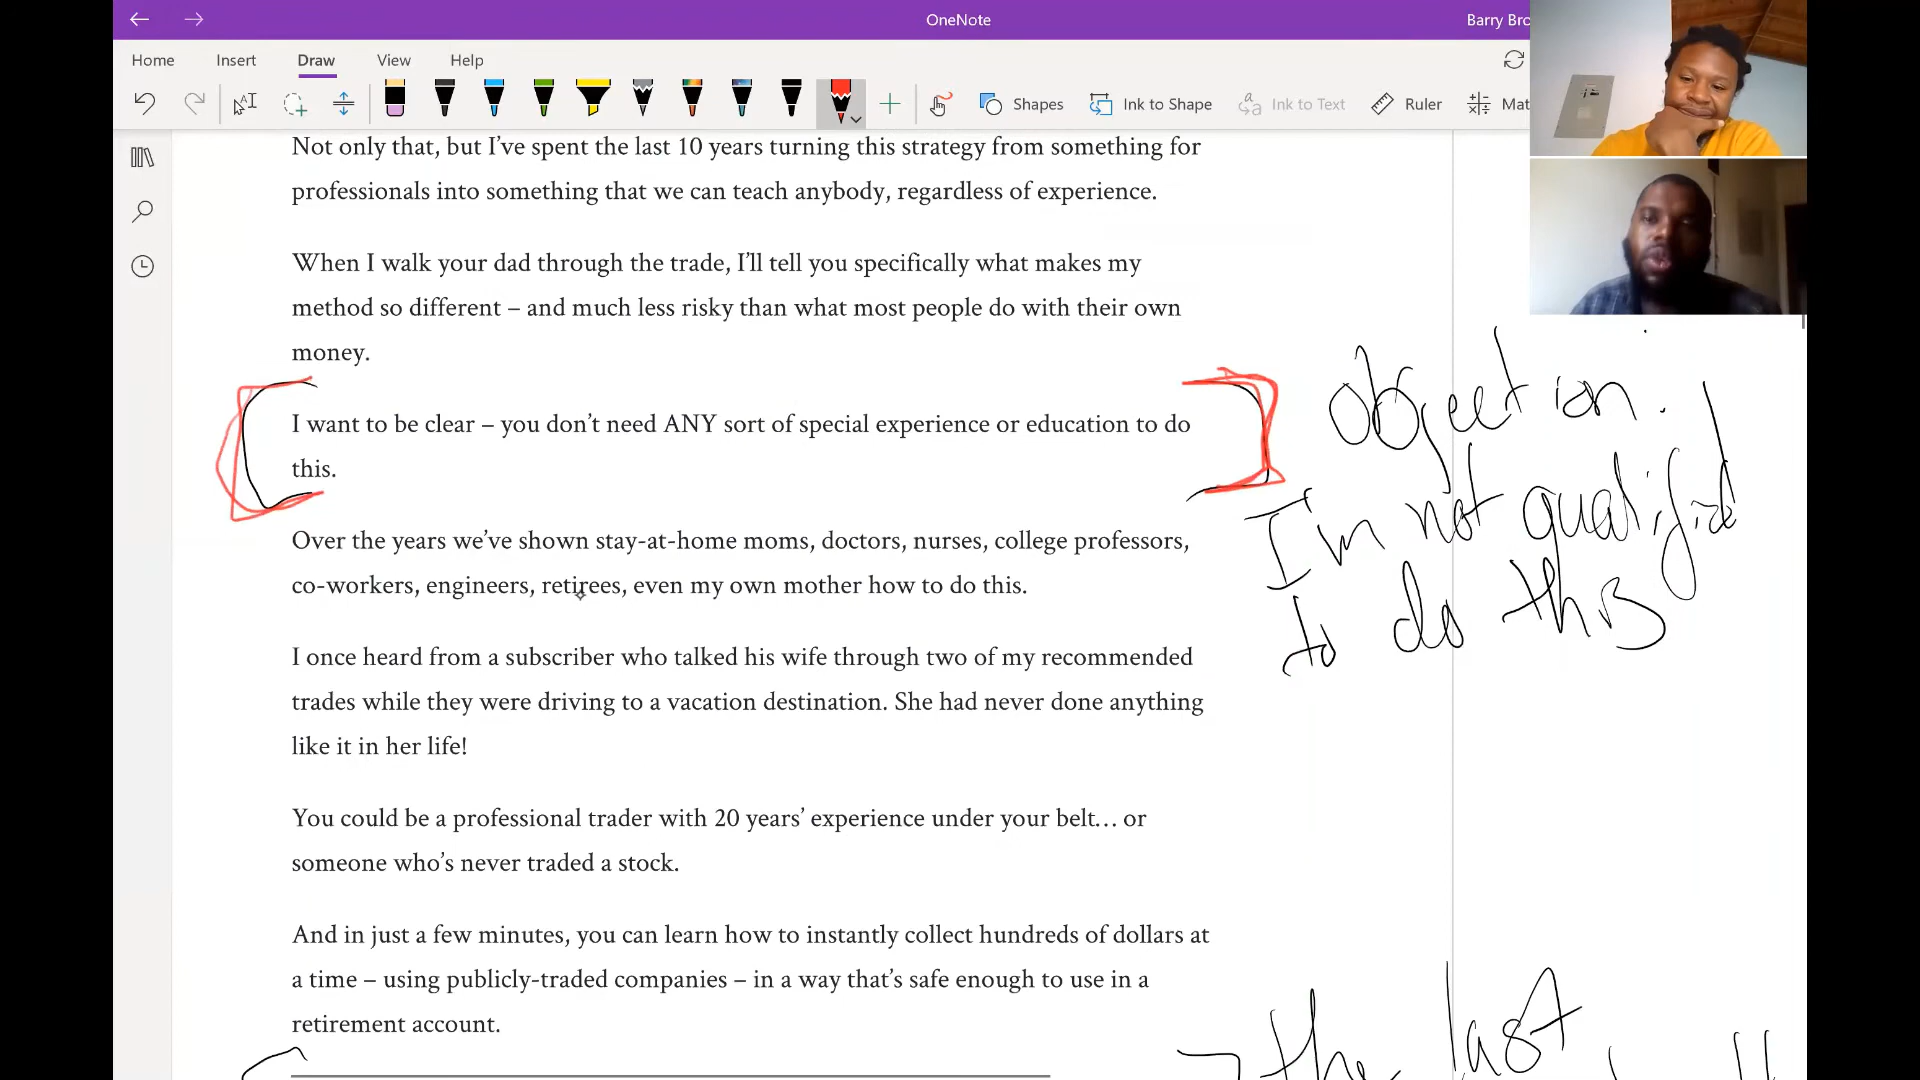 OneNote
Barry Bro
Home Insert Draw View Help
Shapes Ink to Shape Ink to Text Ruler Mat
Not only that, but I’ve spent the last 10 years turning this strategy from something for
professionals into something that we can teach anybody, regardless of experience.
When I walk your dad through the trade, I’ll tell you specifically what makes my
method so different – and much less risky than what most people do with their own
money.
I want to be clear – you don’t need ANY sort of special experience or education to do
this.
Over the years we’ve shown stay-at-home moms, doctors, nurses, college professors,
co-workers, engineers, retirees, even my own mother how to do this.
I once heard from a subscriber who talked his wife through two of my recommended
trades while they were driving to a vacation destination. She had never done anything
like it in her life!
You could be a professional trader with 20 years’ experience under your belt… or
someone who’s never traded a stock.
And in just a few minutes, you can learn how to instantly collect hundreds of dollars at
a time – using publicly-traded companies – in a way that’s safe enough to use in a
retirement account.
objection:
I'm not qualified
to do this
the last